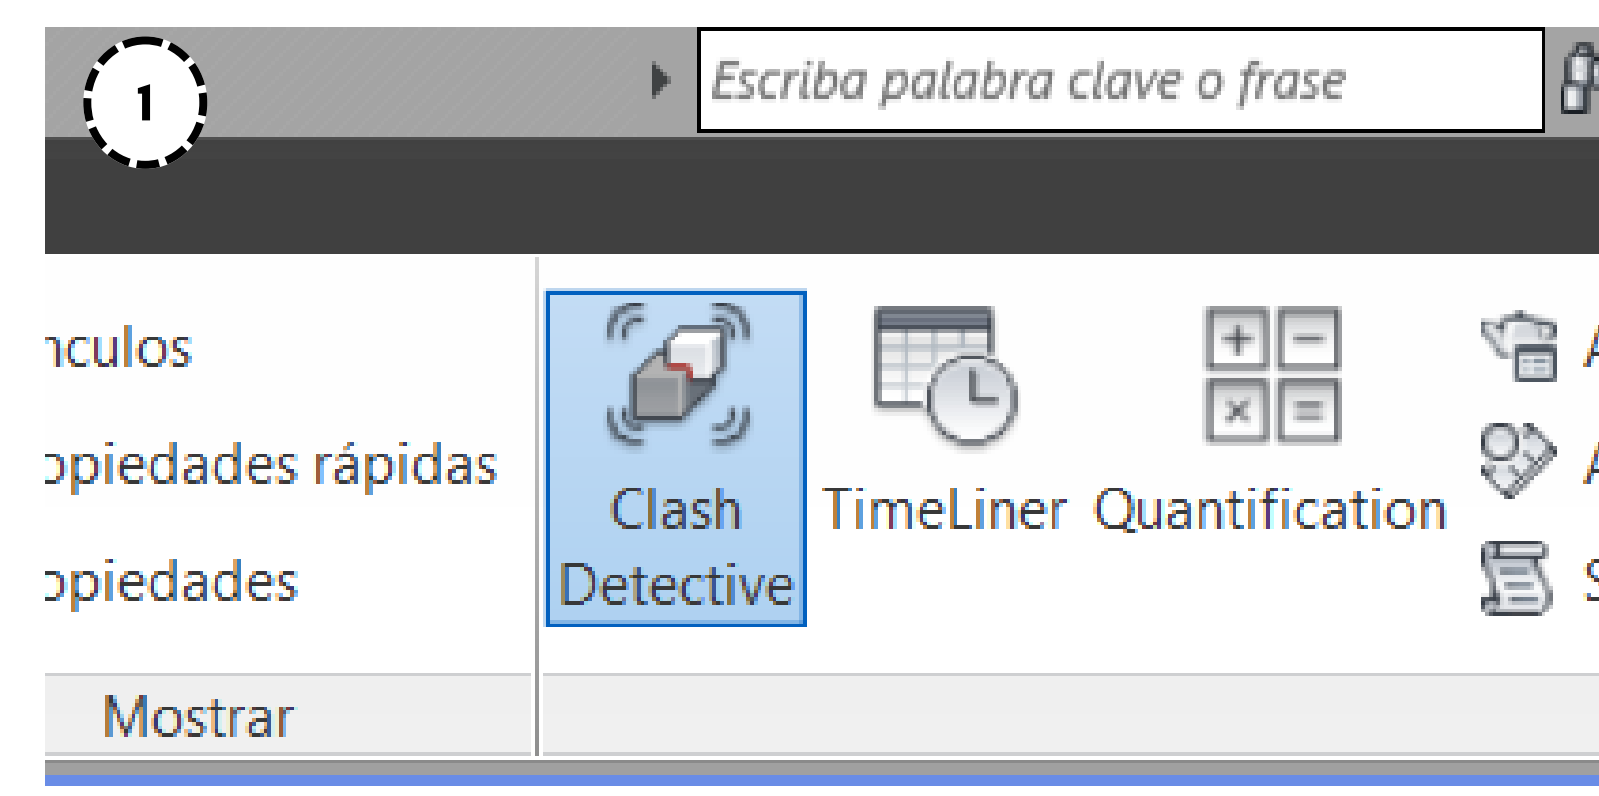 1
Escriba palabra clave o frase
nculos
opiedades rápidas
opiedades
Clash
Detective
TimeLiner
Quantification
A
A
S
Mostrar